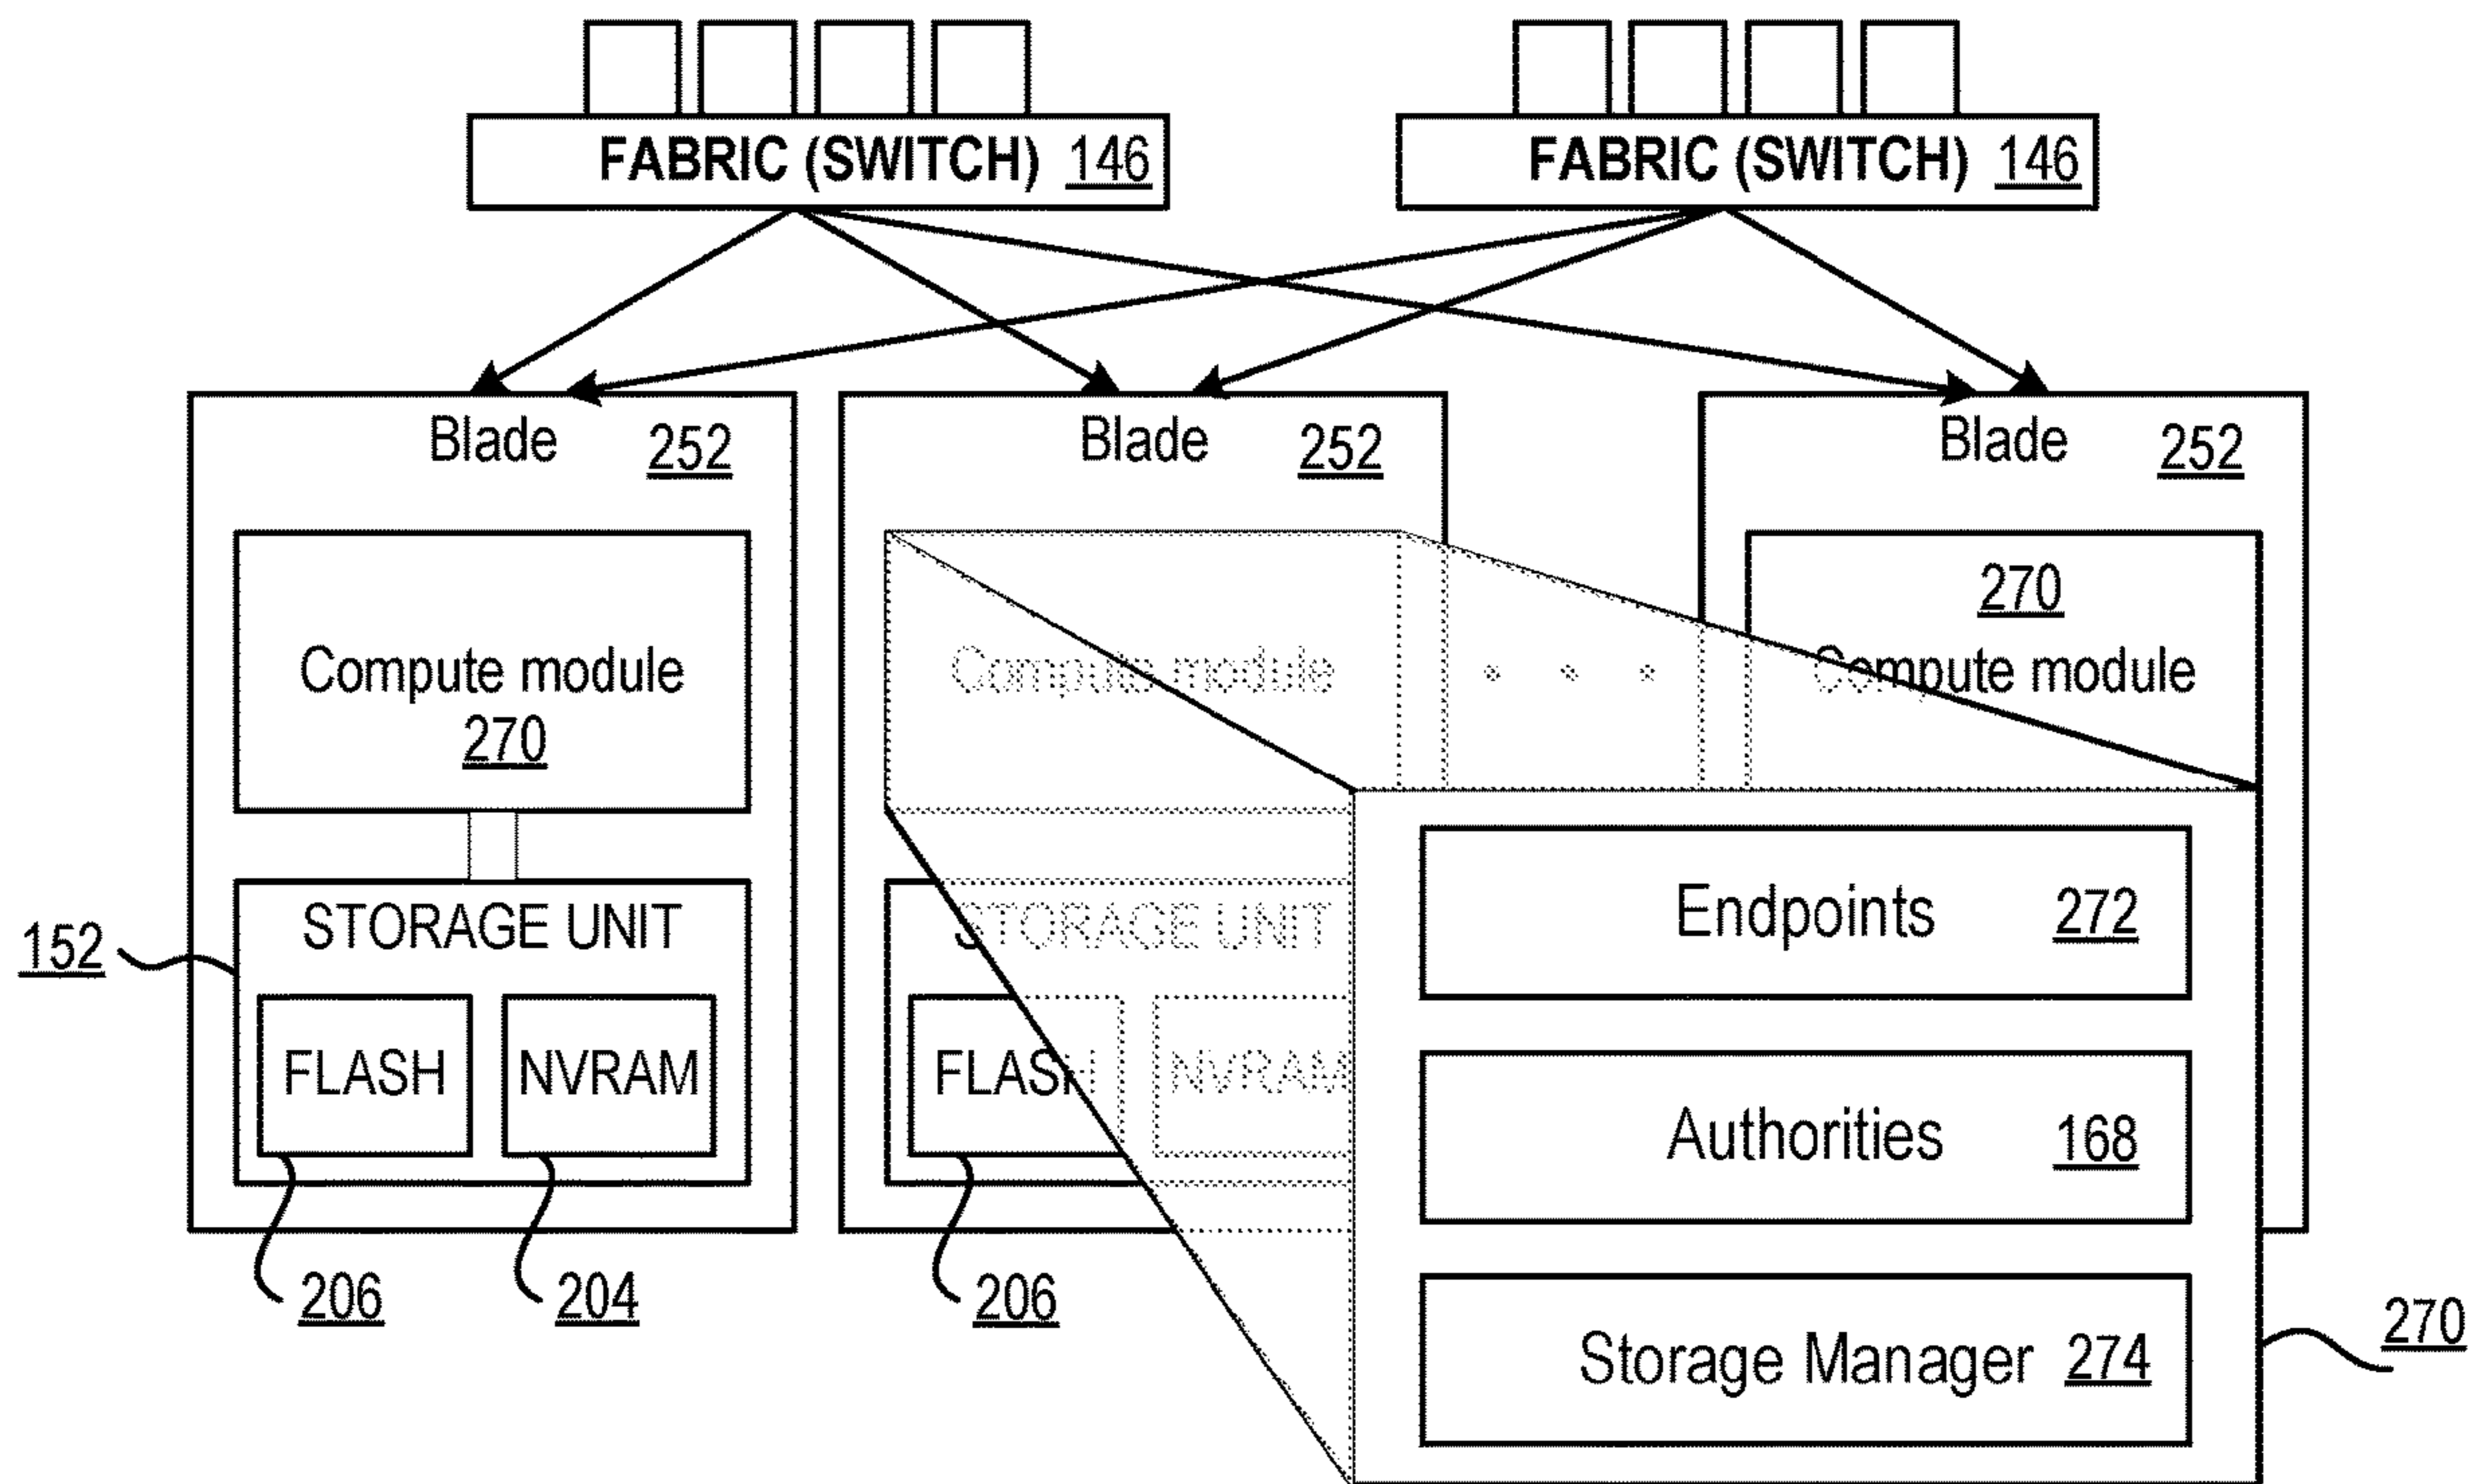 FABRIC (SWITCH) 146
FABRIC (SWITCH) 146
Blade 252
Blade 252
Blade 252
Compute module
270
Compute module
270
Compute module
152
STORAGE UNIT
FLASH
NVRAM
STORAGE UNIT
FLASH
NVRAM
206
204
206
Endpoints 272
Authorities 168
Storage Manager 274
270